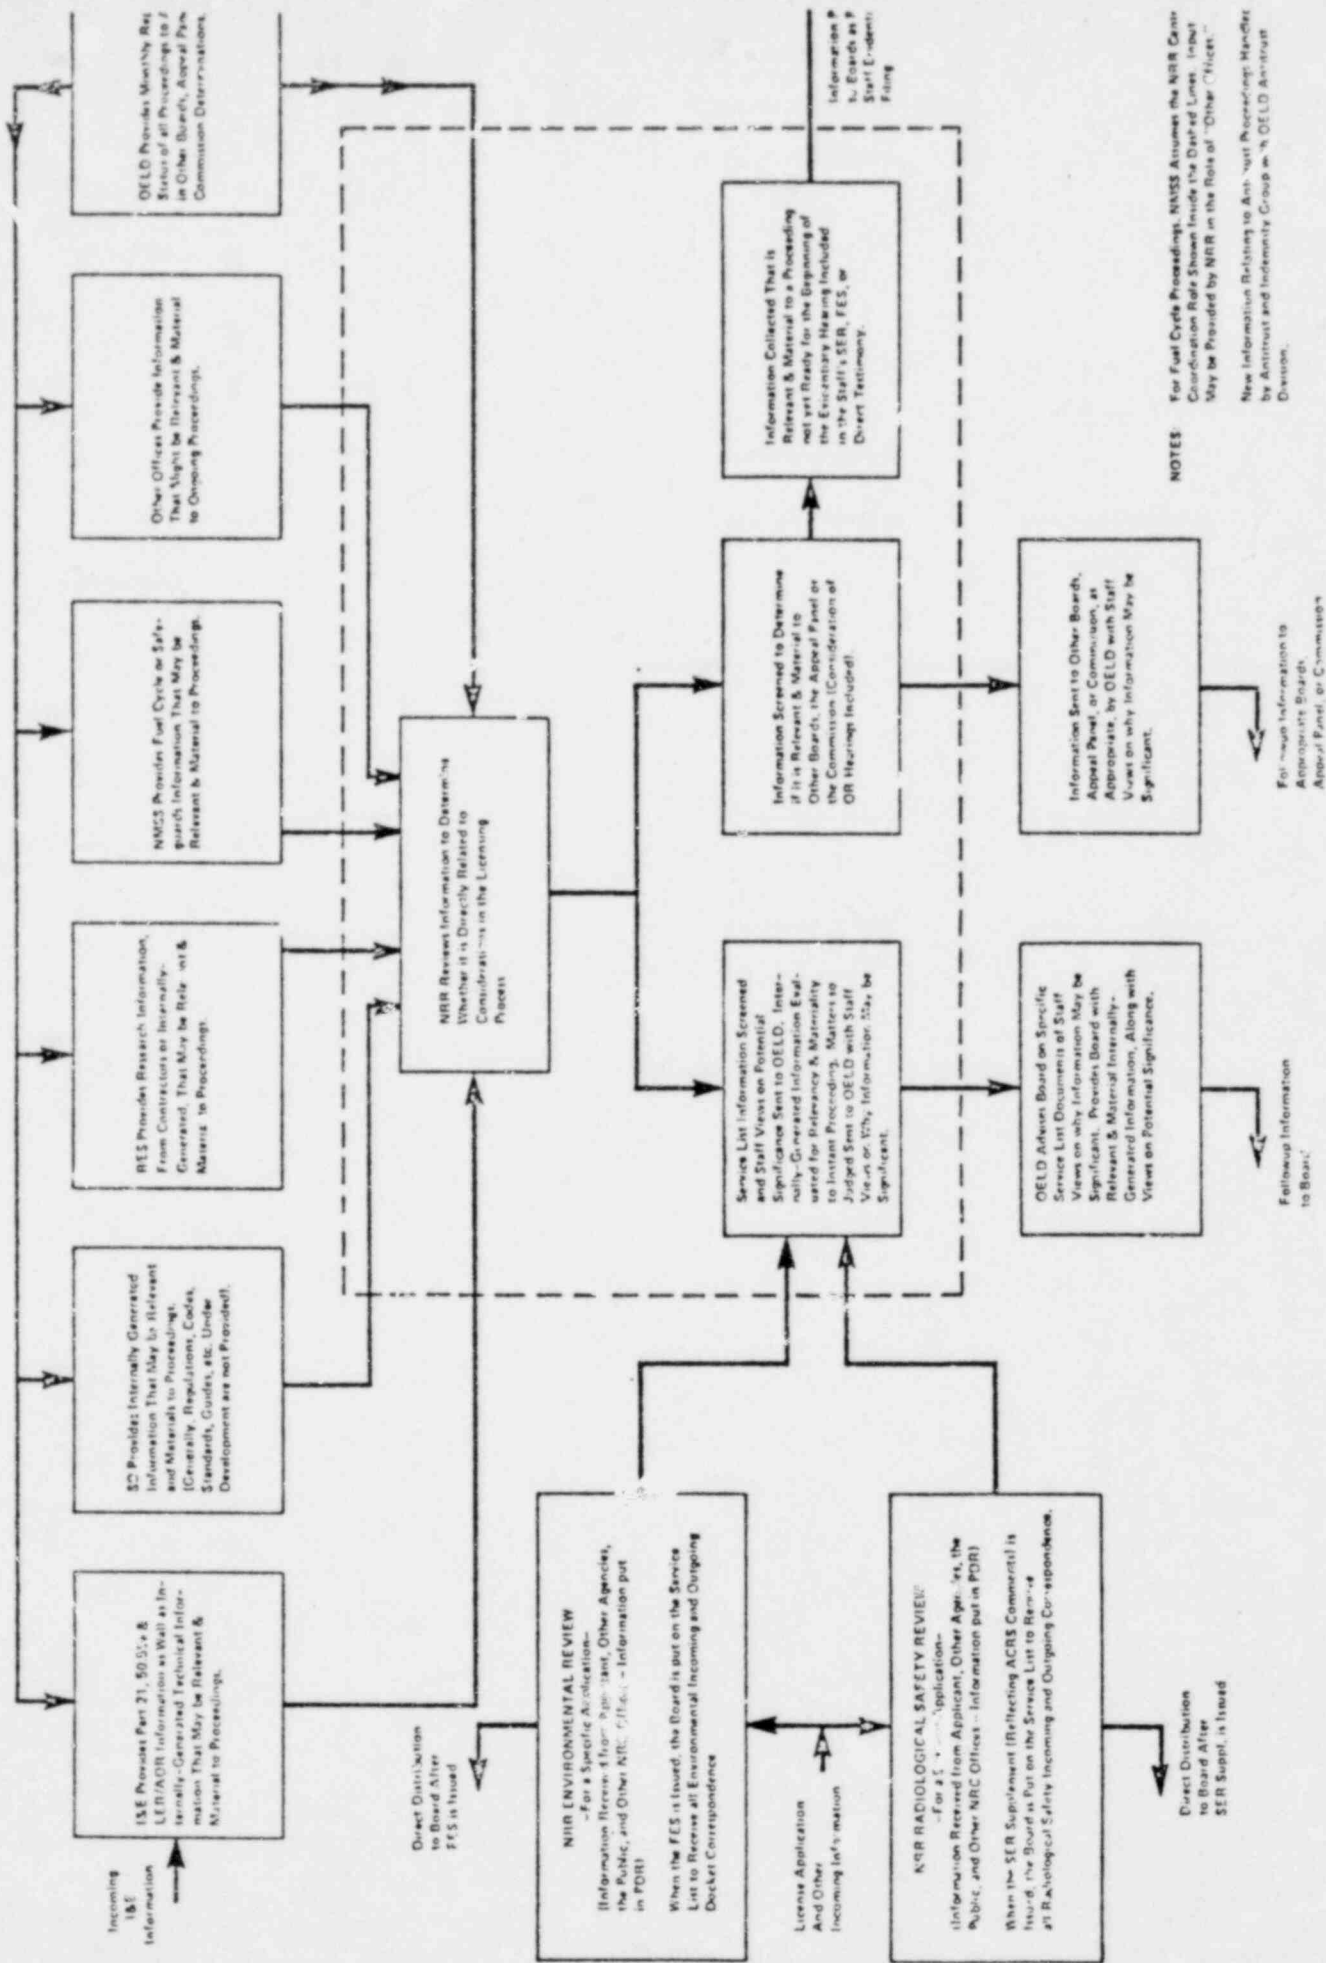 Incoming
I&E
Information
I&E Provides Part 21, 50.55e &
LER/AOR Information as Well as In-
ternally-Generated Technical Infor-
mation That May be Relevant &
Material to Proceedings.
SD Provides Internally Generated
Information That May be Relevant
and Materials to Proceedings.
(Generally, Regulations, Codes,
Standards, Guides, etc. Under
Development are not Provided).
RES Provides Research Information,
From Contractors or Internally-
Generated, That May be Relevant &
Material to Proceedings.
NMSS Provides Fuel Cycle or Safe-
guards Information That May be
Relevant & Material to Proceedings.
Other Offices Provide Information
That Might be Relevant & Material
to Ongoing Proceedings.
OELD Provides Monthly
Status of all Proceedings to
in Other Boards, Appeal
Commission Determinations.
NRR Reviews Information to Determine
Whether it is Directly Related to
Considerations in the Licensing
Process
Direct Distribution
to Board After
FES is Issued
NRR ENVIRONMENTAL REVIEW
-For a Specific Application-
(Information Received from Applicant, Other Agencies,
the Public, and Other NRC Offices - Information put
in PDR)
When the FES is Issued, the Board is put on the Service
List to Receive all Environmental Incoming and Outgoing
Docket Correspondence
License Application
And Other
Incoming Information
NRR RADIOLOGICAL SAFETY REVIEW
-For a Application-
(Information Received from Applicant, Other Agencies, the
Public, and Other NRC Offices - Information put in PDR)
When the SER Supplement (Reflecting ACRS Comments) is
Issued, the Board is Put on the Service List to Receive
all Radiological Safety Incoming and Outgoing Correspondence.
Direct Distribution
to Board After
SER Suppl. is Issued
Service List Information Screened
and Staff Views on Potential
Significance Sent to OELD. Inter-
nally-Generated Information Eval-
uated for Relevancy & Materiality
to Instant Proceeding. Matters so
Judged Sent to OELD with Staff
Views on Why Information May be
Significant.
Information Screened to Determine
if it is Relevant & Material to
Other Boards, the Appeal Panel or
the Commission (Consideration of
OR Hearings Included).
Information Collected That is
Relevant & Material to a Proceeding
not yet Ready for the Beginning of
the Evidentiary Hearing Included
in the Staff's SER, FES, or
Direct Testimony.
Information
to Boards as
Staff
Filing
OELD Advises Board on Specific
Service List Documents of Staff
Views on why Information May be
Significant. Provides Board with
Relevant & Material Internally-
Generated Information, Along with
Views on Potential Significance.
Information Sent to Other Boards,
Appeal Panel, or Commission, as
Appropriate, by OELD with Staff
Views on why Information May be
Significant.
Followup Information
to Board
Followup Information to
Appropriate Boards,
Appeal Panel, or Commission
NOTES: For Fuel Cycle Proceedings, NMSS Assumes the NRR
Coordination Role Shown Inside the Dashed Lines. Input
May be Provided by NRR in the Role of "Other Offices."
New Information Relating to Antitrust Proceedings
by Antitrust and Indemnity Group OELD Antitrust
Division.